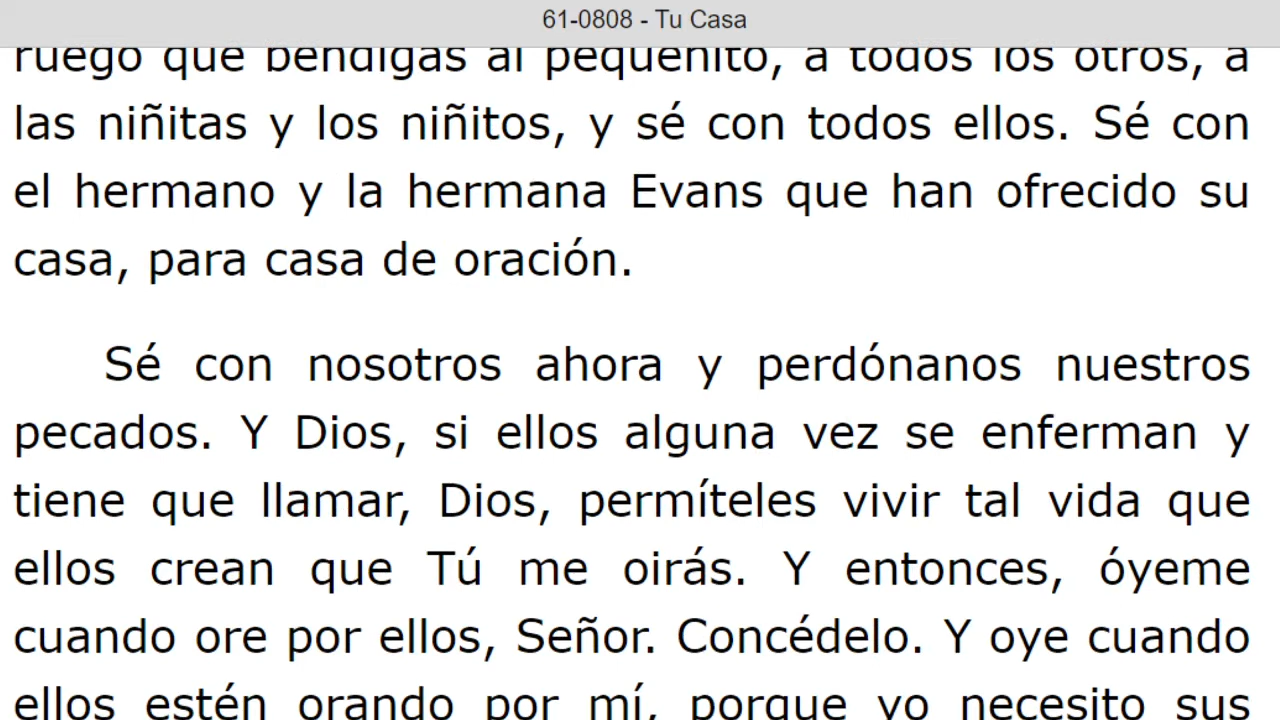 61-0808 - Tu Casa
ruego que bendigas al pequeñito, a todos los otros, a
las niñitas y los niñitos, y sé con todos ellos. Sé con
el hermano y la hermana Evans que han ofrecido su
casa, para casa de oración.
Sé con nosotros ahora y perdónanos nuestros
pecados. Y Dios, si ellos alguna vez se enferman y
tiene que llamar, Dios, permíteles vivir tal vida que
ellos crean que Tú me oirás. Y entonces, óyeme
cuando ore por ellos, Señor. Concédelo. Y oye cuando
ellos estén orando por mí, porque yo necesito sus